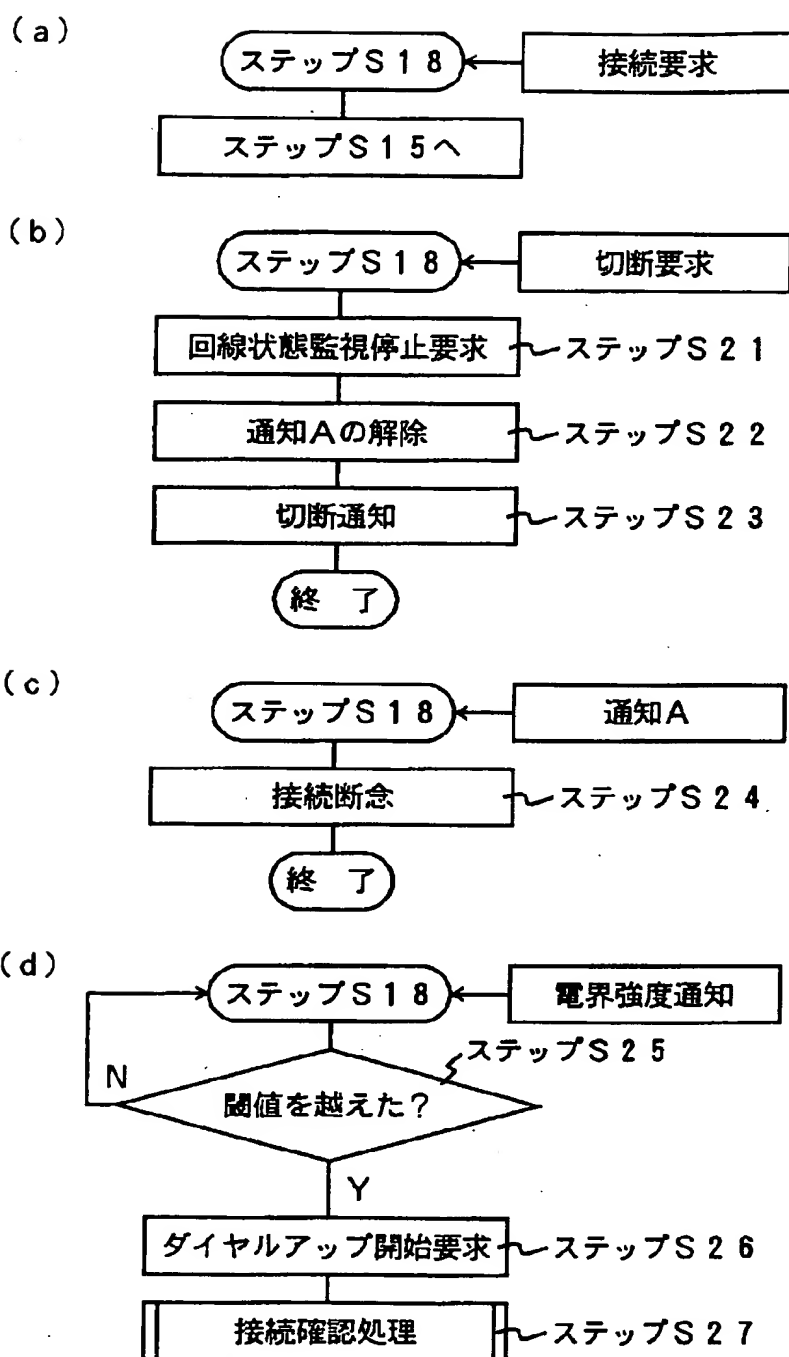 (a)
ステップS18
接続要求
ステップS15へ
(b)
ステップS18
切断要求
回線状態監視停止要求
ステップS21
通知Aの解除
ステップS22
切断通知
ステップS23
終 了
(c)
ステップS18
通知A
接続断念
ステップS24
終 了
(d)
ステップS18
電界強度通知
ステップS25
N
閾値を越えた?
Y
ダイヤルアップ開始要求
ステップS26
接続確認処理
ステップS27